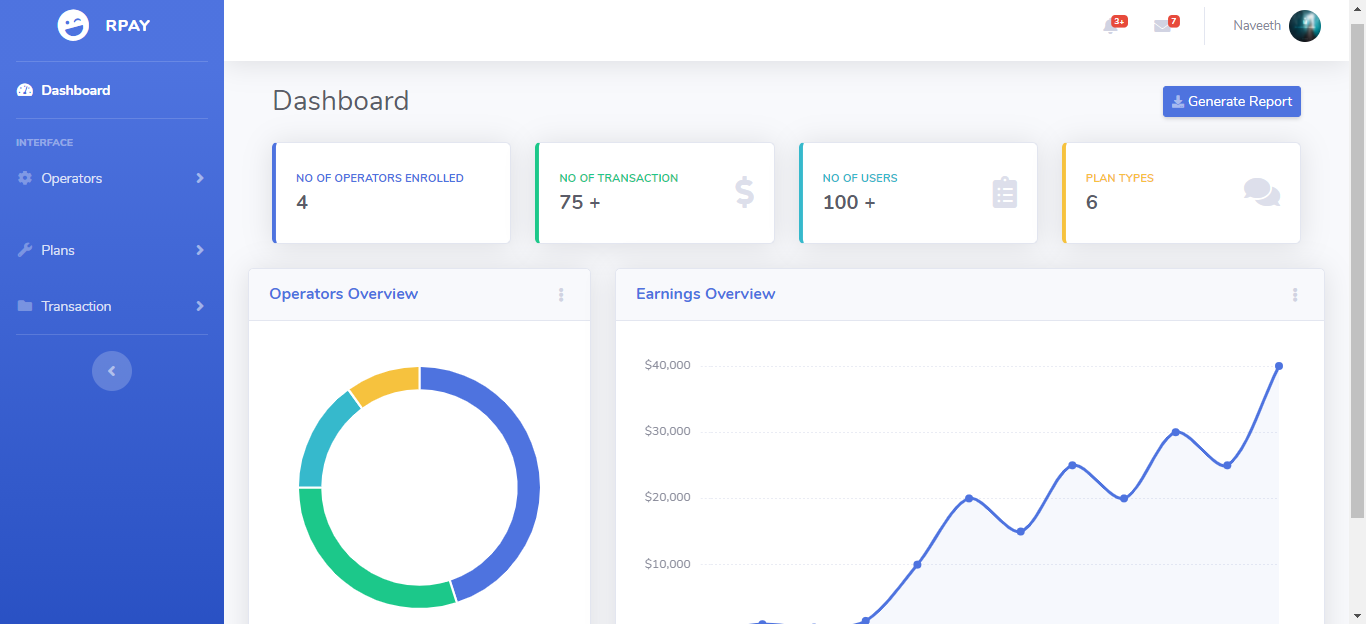 RPAY
3+
7
Naveeth
Dashboard
INTERFACE
Operators
Plans
Transaction
Dashboard
Generate Report
NO OF OPERATORS ENROLLED
4
NO OF TRANSACTION
75 +
NO OF USERS
100 +
PLAN TYPES
6
Operators Overview
Earnings Overview
$40,000
$30,000
$20,000
$10,000